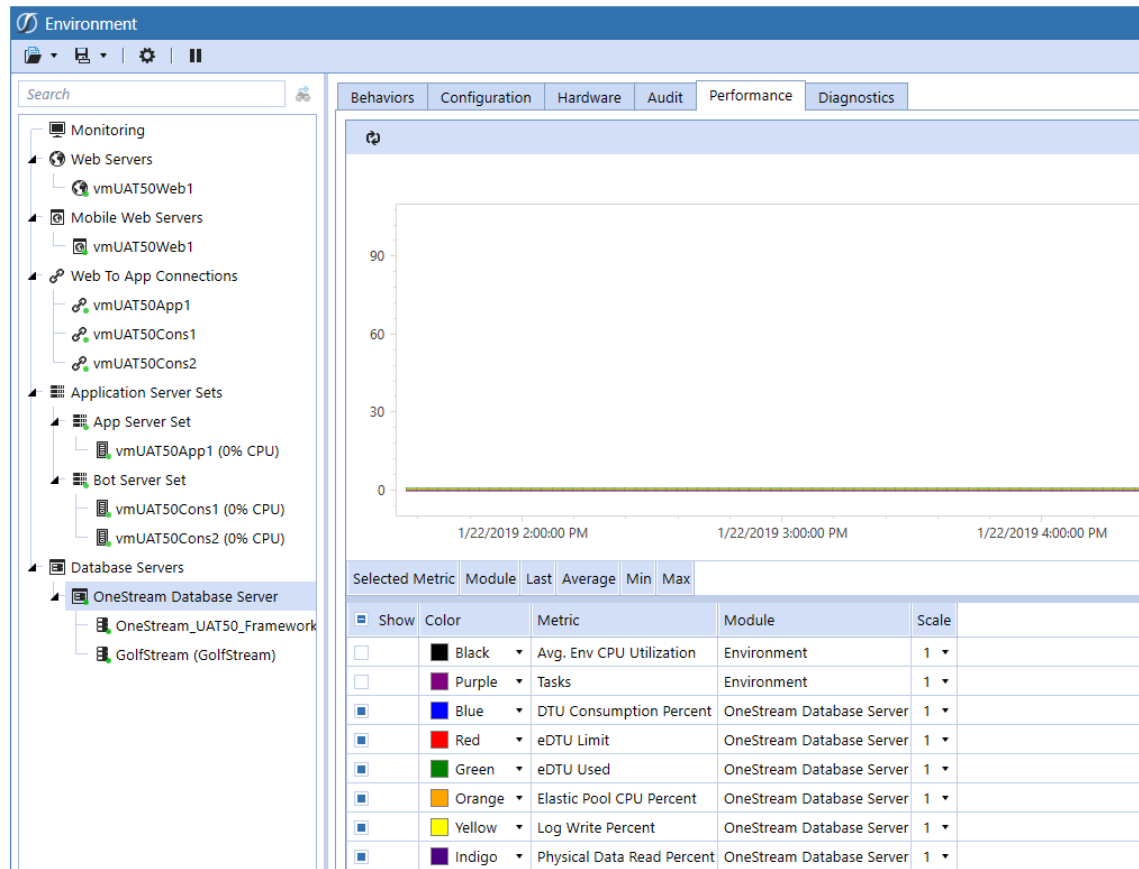 Environment
Search
Monitoring
Web Servers
vmUAT50Web1
Mobile Web Servers
vmUAT50Web1
Web To App Connections
vmUAT50App1
vmUAT50Cons1
vmUAT50Cons2
Application Server Sets
App Server Set
vmUAT50App1 (0% CPU)
Bot Server Set
vmUAT50Cons1 (0% CPU)
vmUAT50Cons2 (0% CPU)
Database Servers
OneStream Database Server
OneStream_UAT50_Framework
GolfStream (GolfStream)
Behaviors Configuration Hardware Audit Performance Diagnostics
90
60
30
0
1/22/2019 2:00:00 PM 1/22/2019 3:00:00 PM 1/22/2019 4:00:00 PM
Selected Metric Module Last Average Min Max
Show Color Metric Module Scale
Black Avg. Env CPU Utilization Environment 1
Purple Tasks Environment 1
Blue DTU Consumption Percent OneStream Database Server 1
Red eDTU Limit OneStream Database Server 1
Green eDTU Used OneStream Database Server 1
Orange Elastic Pool CPU Percent OneStream Database Server 1
Yellow Log Write Percent OneStream Database Server 1
Indigo Physical Data Read Percent OneStream Database Server 1